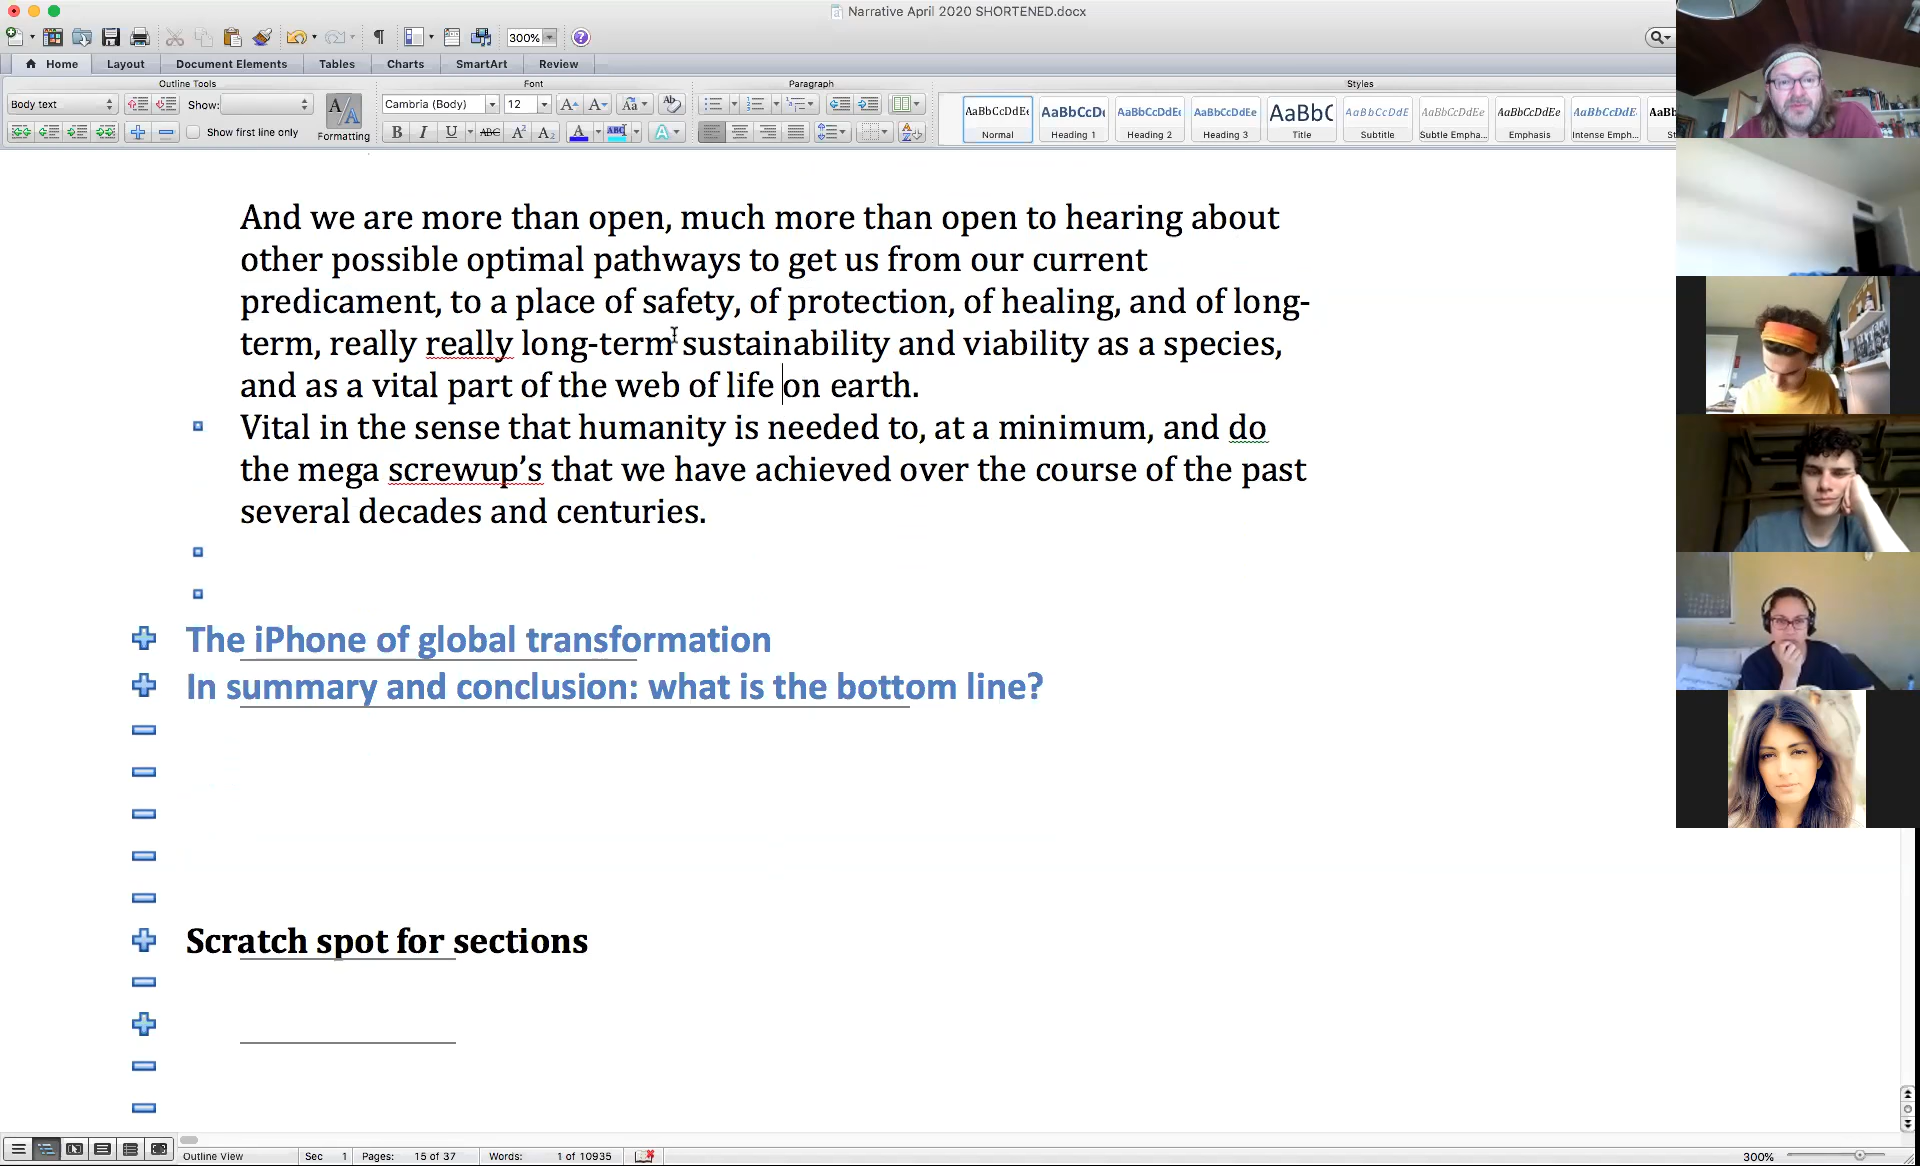 Narrative April 2020 SHORTENED.docx
300%
Home Layout Document Elements Tables Charts SmartArt Review
Outline Tools Font Paragraph Styles
Body text Show: Cambria (Body) 12
Show first line only Formatting
AaBbCcDdEe AaBbCcDc AaBbCcDdEe AaBbCcDdEe AaBbC AaBbCcDdE AaBbCcDdEe AaBbCcDdEe AaBbCcDdE
Normal Heading 1 Heading 2 Heading 3 Title Subtitle Subtle Empha... Emphasis Intense Emph...
And we are more than open, much more than open to hearing about
other possible optimal pathways to get us from our current
predicament, to a place of safety, of protection, of healing, and of long-
term, really really long-term sustainability and viability as a species,
and as a vital part of the web of life on earth.
Vital in the sense that humanity is needed to, at a minimum, and do
the mega screwup’s that we have achieved over the course of the past
several decades and centuries.
The iPhone of global transformation
In summary and conclusion: what is the bottom line?
Scratch spot for sections
Outline View Sec 1 Pages: 15 of 37 Words: 1 of 10935 300%